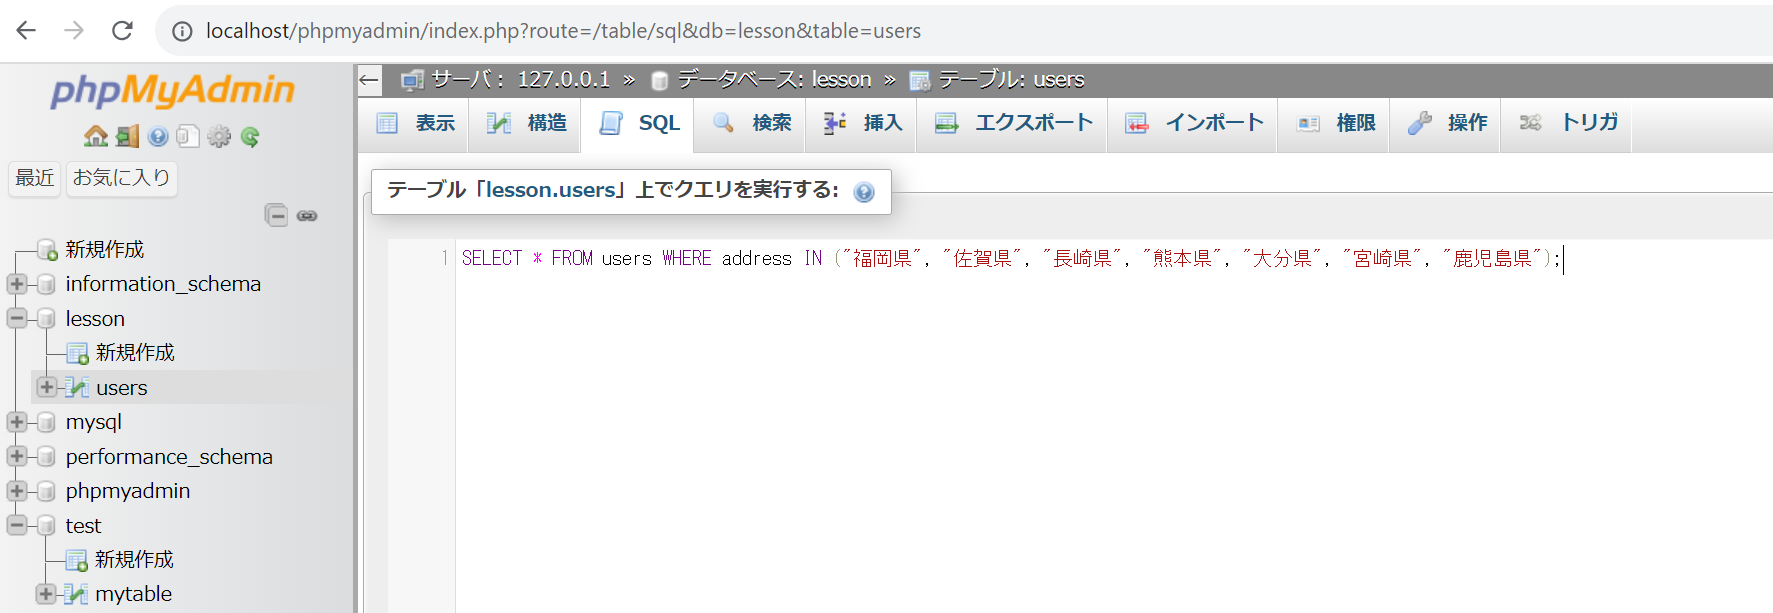 localhost/phpmyadmin/index.php?route=/table/sql&db=lesson&table=users
phpMyAdmin
最近 お気に入り
新規作成
information_schema
lesson
新規作成
users
mysql
performance_schema
phpmyadmin
test
新規作成
mytable
サーバ: 127.0.0.1 » データベース: lesson » テーブル: users
表示 構造 SQL 検索 挿入 エクスポート インポート 権限 操作 トリガ
テーブル「lesson.users」上でクエリを実行する:
1 SELECT * FROM users WHERE address IN ("福岡県", "佐賀県", "長崎県", "熊本県", "大分県", "宮崎県", "鹿児島県");